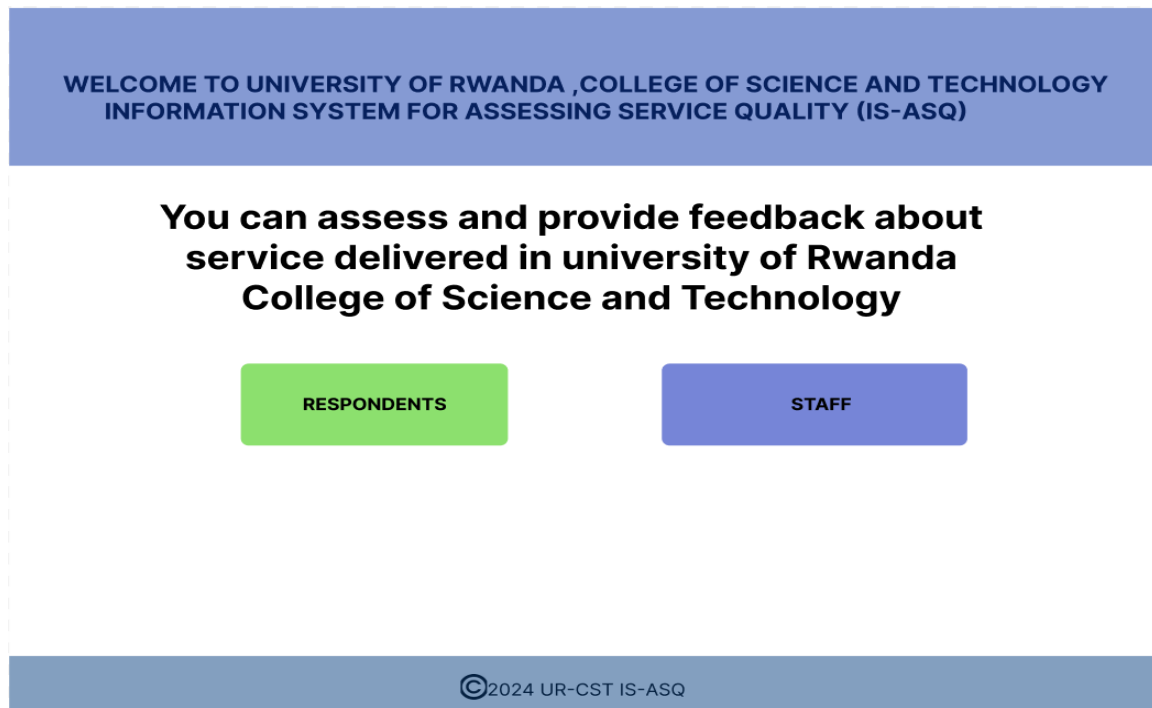 WELCOME TO UNIVERSITY OF RWANDA ,COLLEGE OF SCIENCE AND TECHNOLOGY
INFORMATION SYSTEM FOR ASSESSING SERVICE QUALITY (IS-ASQ)
You can assess and provide feedback about
service delivered in university of Rwanda
College of Science and Technology
RESPONDENTS
STAFF
©2024 UR-CST IS-ASQ